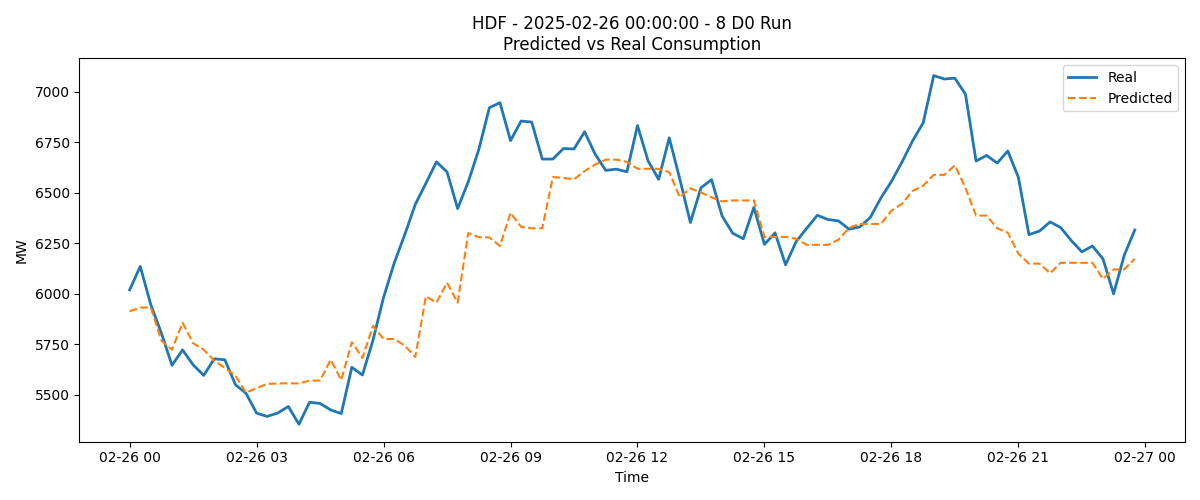 HDF - 2025-02-26 00:00:00 - 8 D0 Run
Predicted vs Real Consumption
Real
Predicted
MW
7000
6750
6500
6250
6000
5750
5500
02-26 00
02-26 03
02-26 06
02-26 09
02-26 12
02-26 15
02-26 18
02-26 21
02-27 00
Time